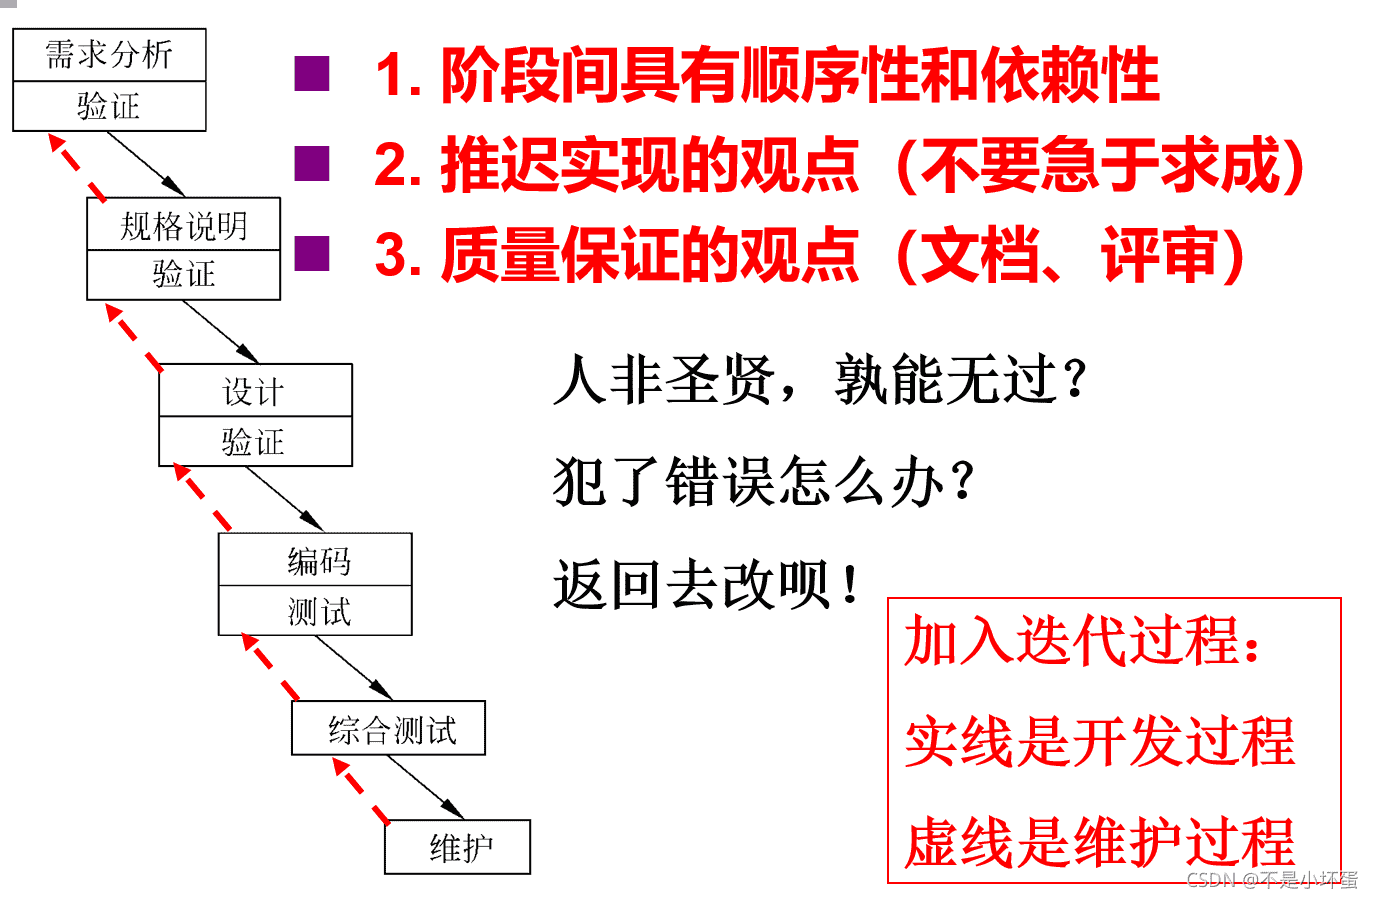 需求分析
验证
规格说明
验证
设计
验证
编码
测试
综合测试
维护
1. 阶段间具有顺序性和依赖性
2. 推迟实现的观点（不要急于求成）
3. 质量保证的观点（文档、评审）
人非圣贤，孰能无过？
犯了错误怎么办？
返回去改呗！
加入迭代过程：
实线是开发过程
虚线是维护过程
CSDN @不是小坏蛋